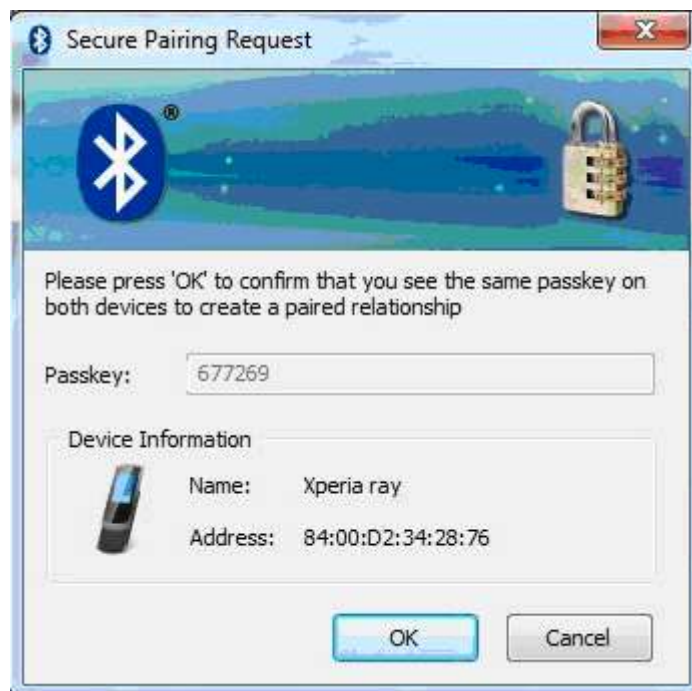 Secure Pairing Request
®
Please press 'OK' to confirm that you see the same passkey on
both devices to create a paired relationship
Passkey: 677269
Device Information
Name: Xperia ray
Address: 84:00:D2:34:28:76
OK Cancel